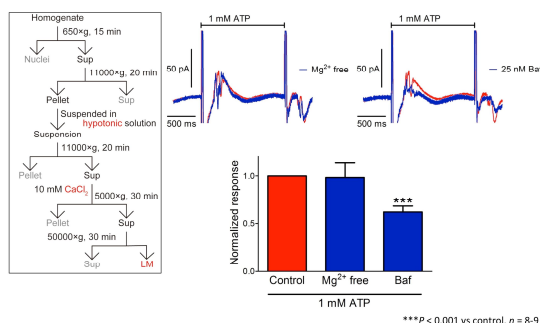 Homogenate
650×g, 15 min
Nuclei Sup
11000×g, 20 min
Pellet Sup
Suspended in
hypotonic solution
Suspension
11000×g, 20 min
Pellet Sup
10 mM CaCl2
5000×g, 30 min
Pellet Sup
50000×g, 30 min
Sup LM
1 mM ATP
50 pA
500 ms
Mg2+ free
1 mM ATP
50 pA
500 ms
25 nM Baf
Normalized response
1.0
0.5
0.0
***
Control Mg2+ free Baf
1 mM ATP
***P < 0.001 vs control, n = 8-9